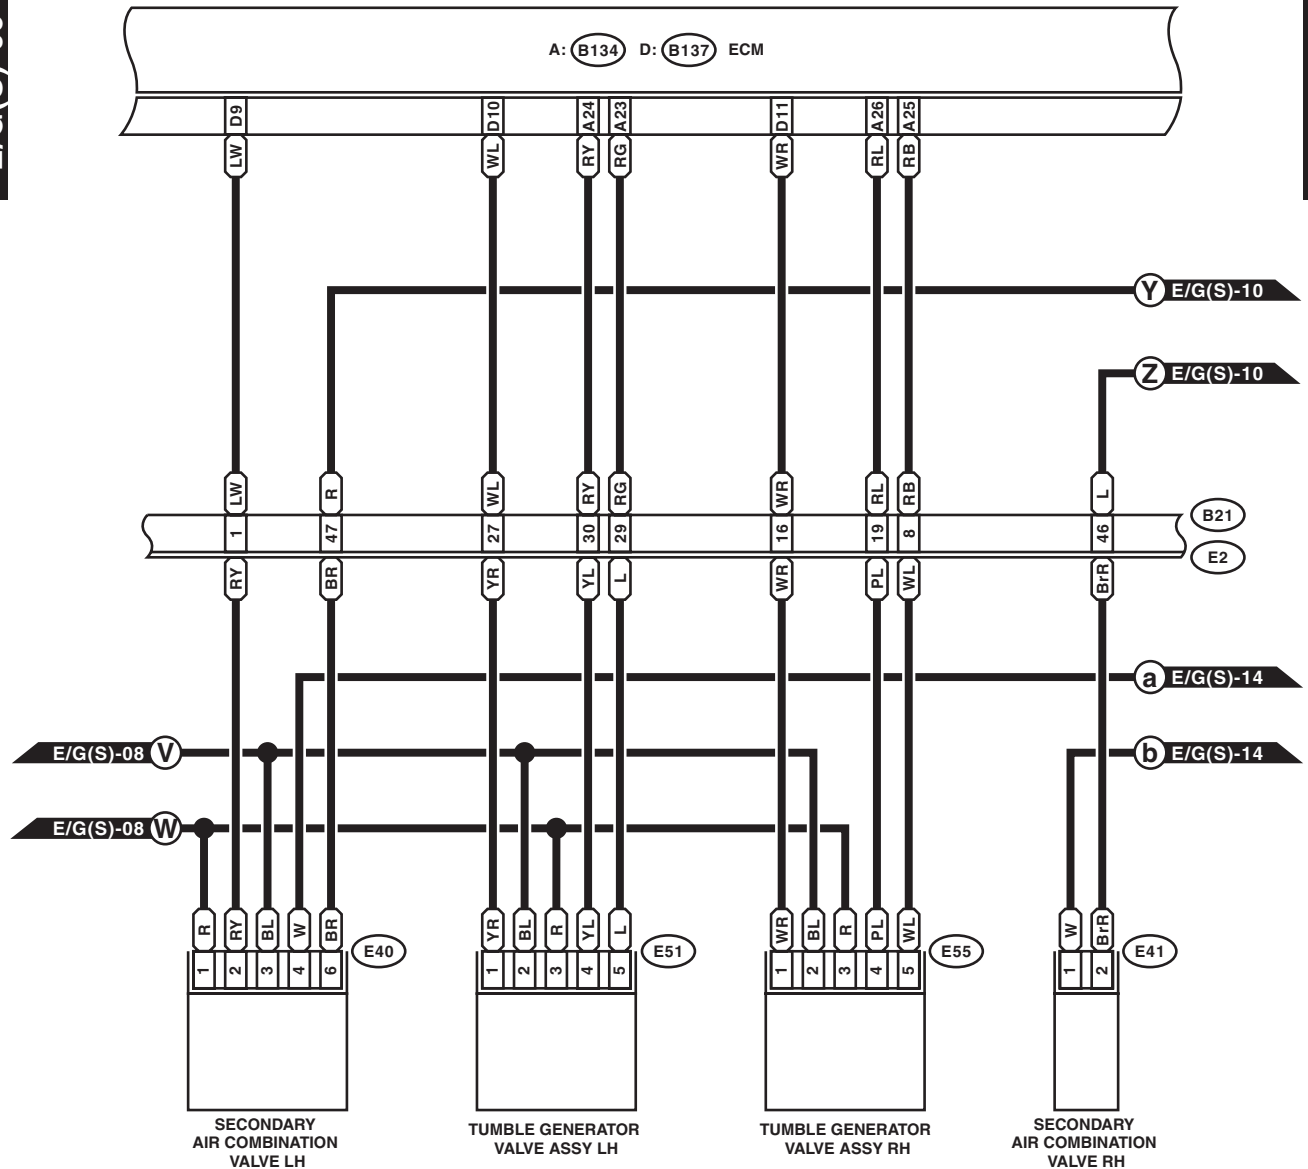 A: B134 D: B137 ECM
D9 D10 A24 A23 D11 A26 A25
LW WL RY RG WR RL RB
Y E/G(S)-10
Z E/G(S)-10
LW R WL RY RG WR RL RB L
1 47 27 30 29 16 19 8 46
B21
E2
RY BR YR YL L WR PL WL BrR
a E/G(S)-14
E/G(S)-08 V
b E/G(S)-14
E/G(S)-08 W
R RY BL W BR YR BL R YL L WR BL R PL WL W BrR
1 2 3 4 6 E40 1 2 3 4 5 E51 1 2 3 4 5 E55 1 2 E41
SECONDARY
AIR COMBINATION
VALVE LH
TUMBLE GENERATOR
VALVE ASSY LH
TUMBLE GENERATOR
VALVE ASSY RH
SECONDARY
AIR COMBINATION
VALVE RH